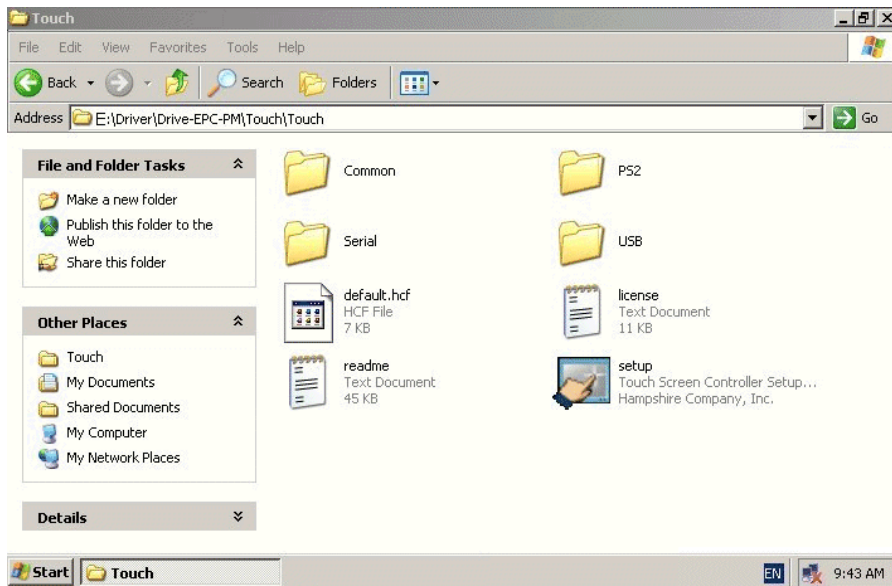 Touch
File Edit View Favorites Tools Help
Back Search Folders
Address E:\Driver\Drive-EPC-PM\Touch\Touch Go
File and Folder Tasks
Make a new folder
Publish this folder to the
Web
Share this folder
Other Places
Touch
My Documents
Shared Documents
My Computer
My Network Places
Details
Common
PS2
Serial
USB
default.hcf
HCF File
7 KB
license
Text Document
11 KB
readme
Text Document
45 KB
setup
Touch Screen Controller Setup...
Hampshire Company, Inc.
Start Touch EN 9:43 AM